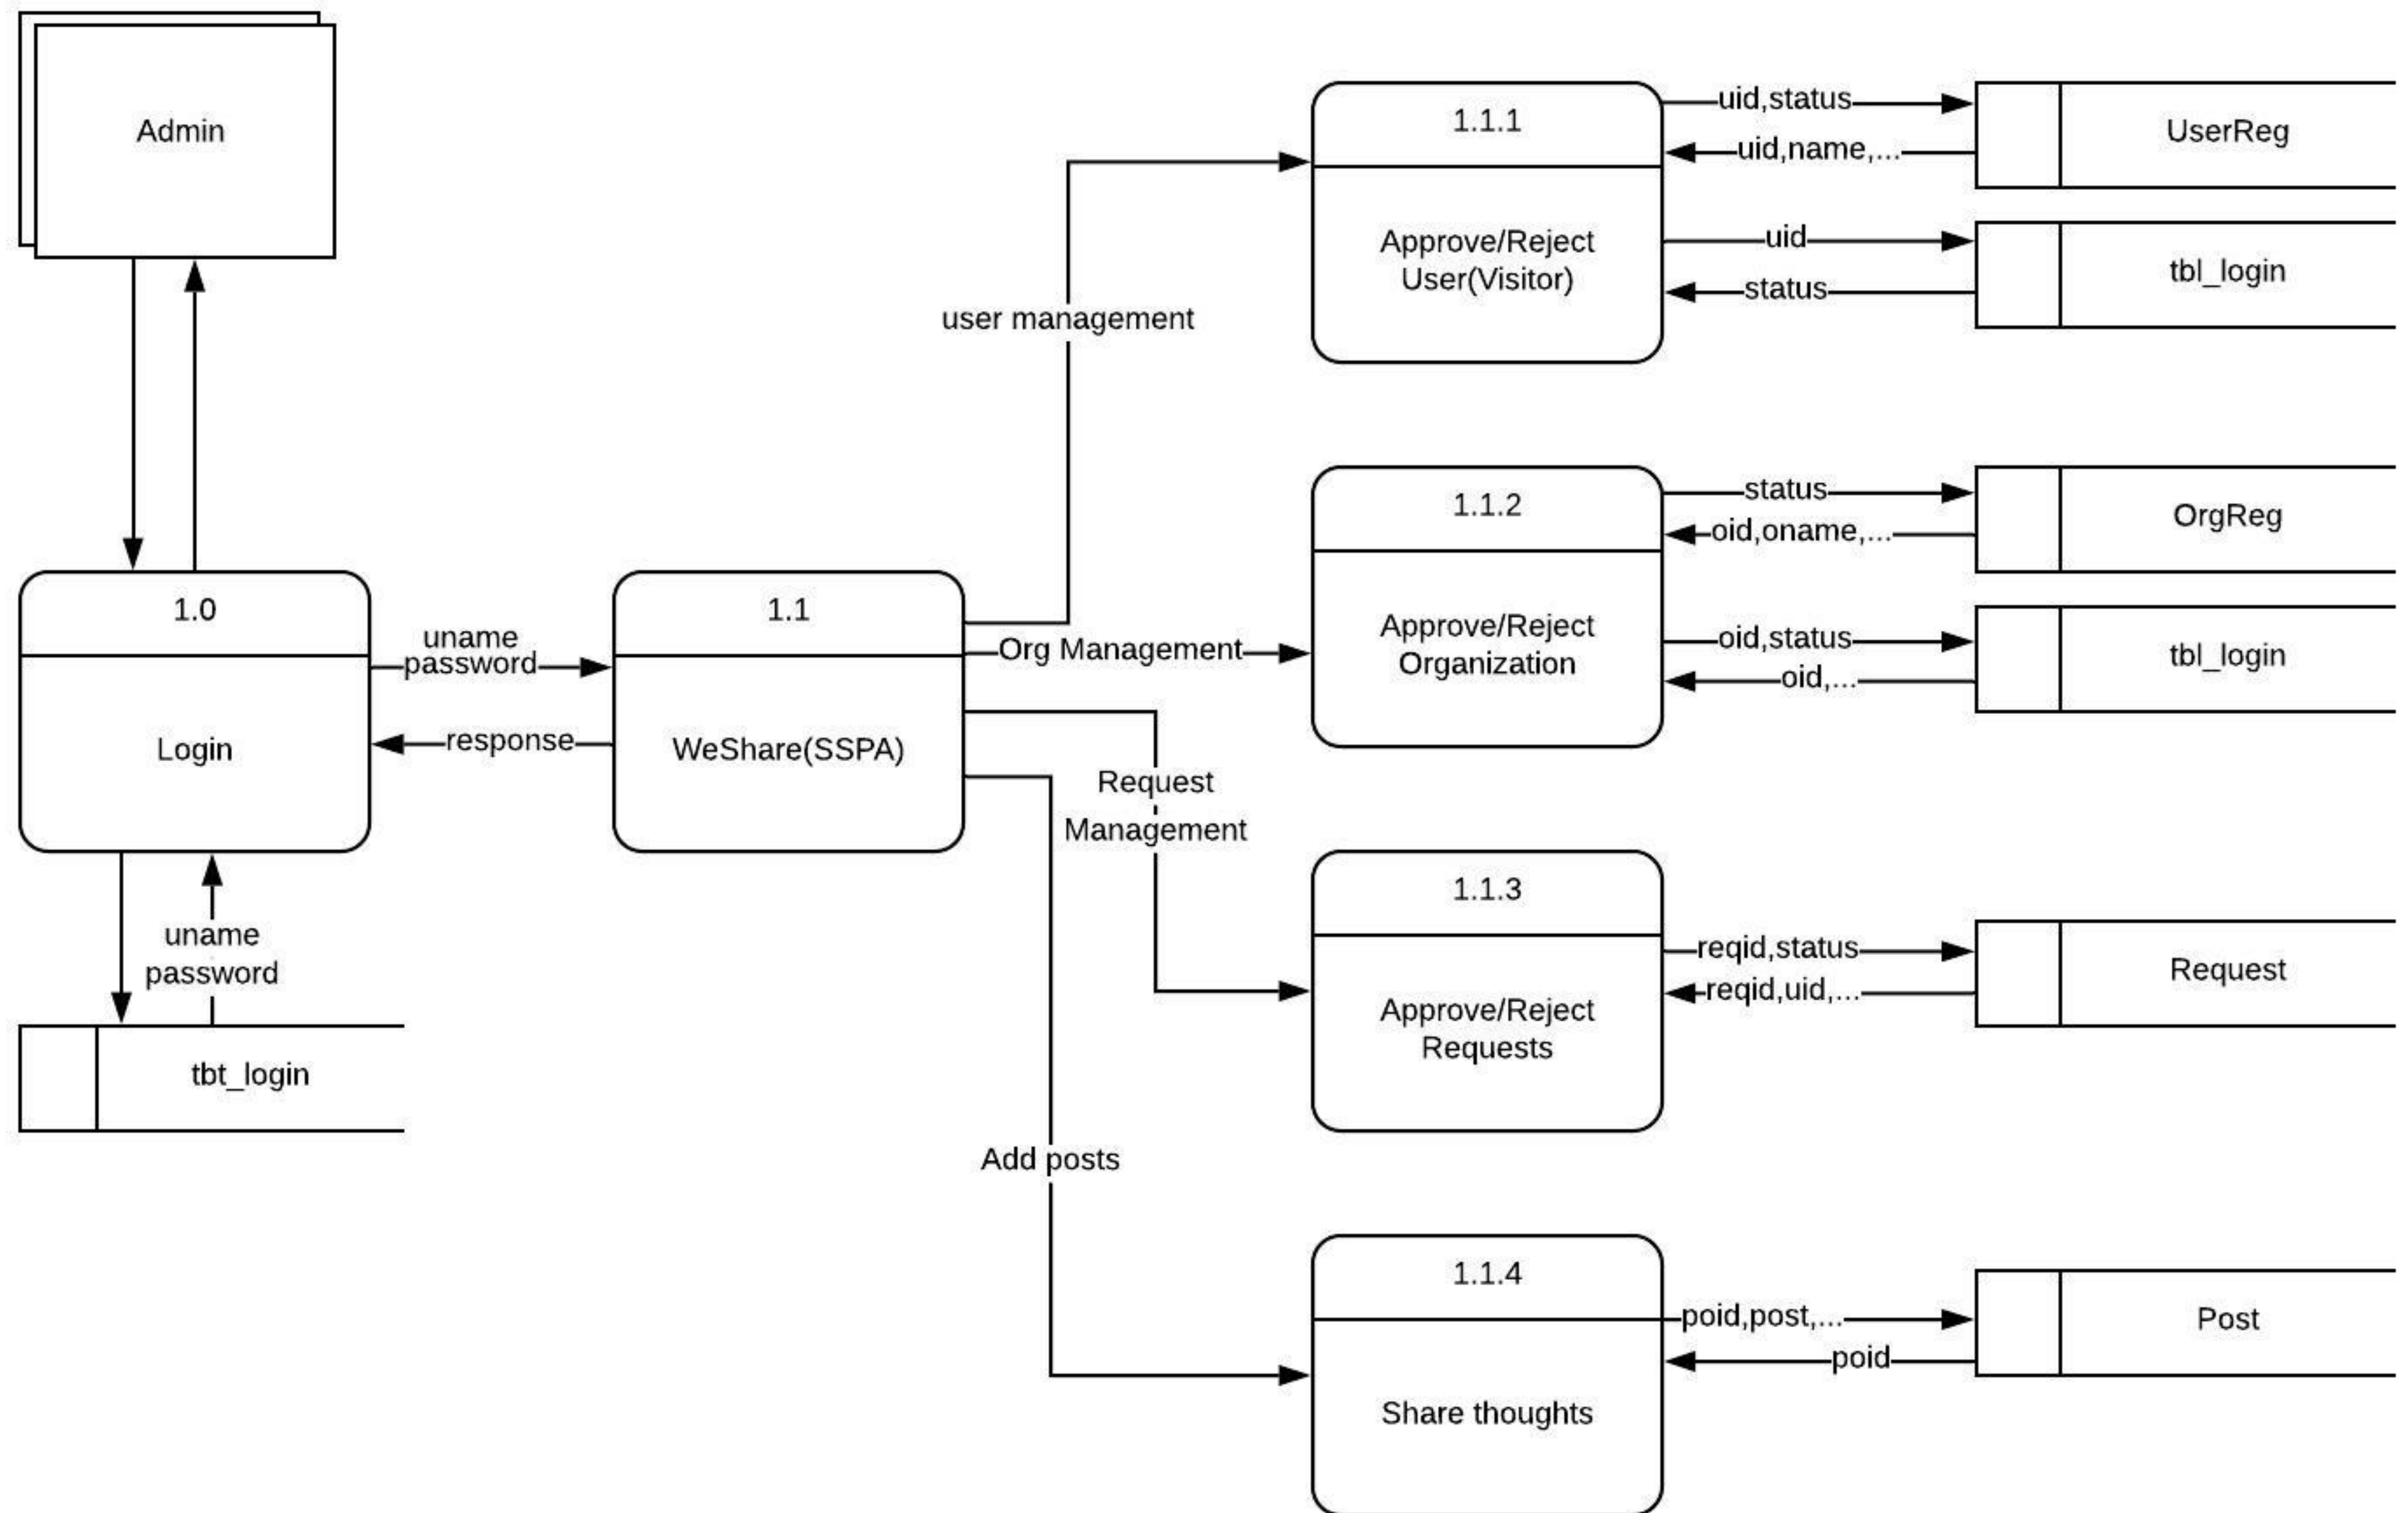 Admin
1.1.1
Approve/Reject
User(Visitor)
uid,status
uid,name,...
UserReg
uid
status
tbl_login
user management
1.0
Login
uname
password
response
1.1
WeShare(SSPA)
Org Management
1.1.2
Approve/Reject
Organization
status
oid,oname,...
OrgReg
oid,status
oid,...
tbl_login
Request
Management
uname
password
tbt_login
1.1.3
Approve/Reject
Requests
reqid,status
reqid,uid,...
Request
Add posts
1.1.4
Share thoughts
poid,post,...
poid
Post